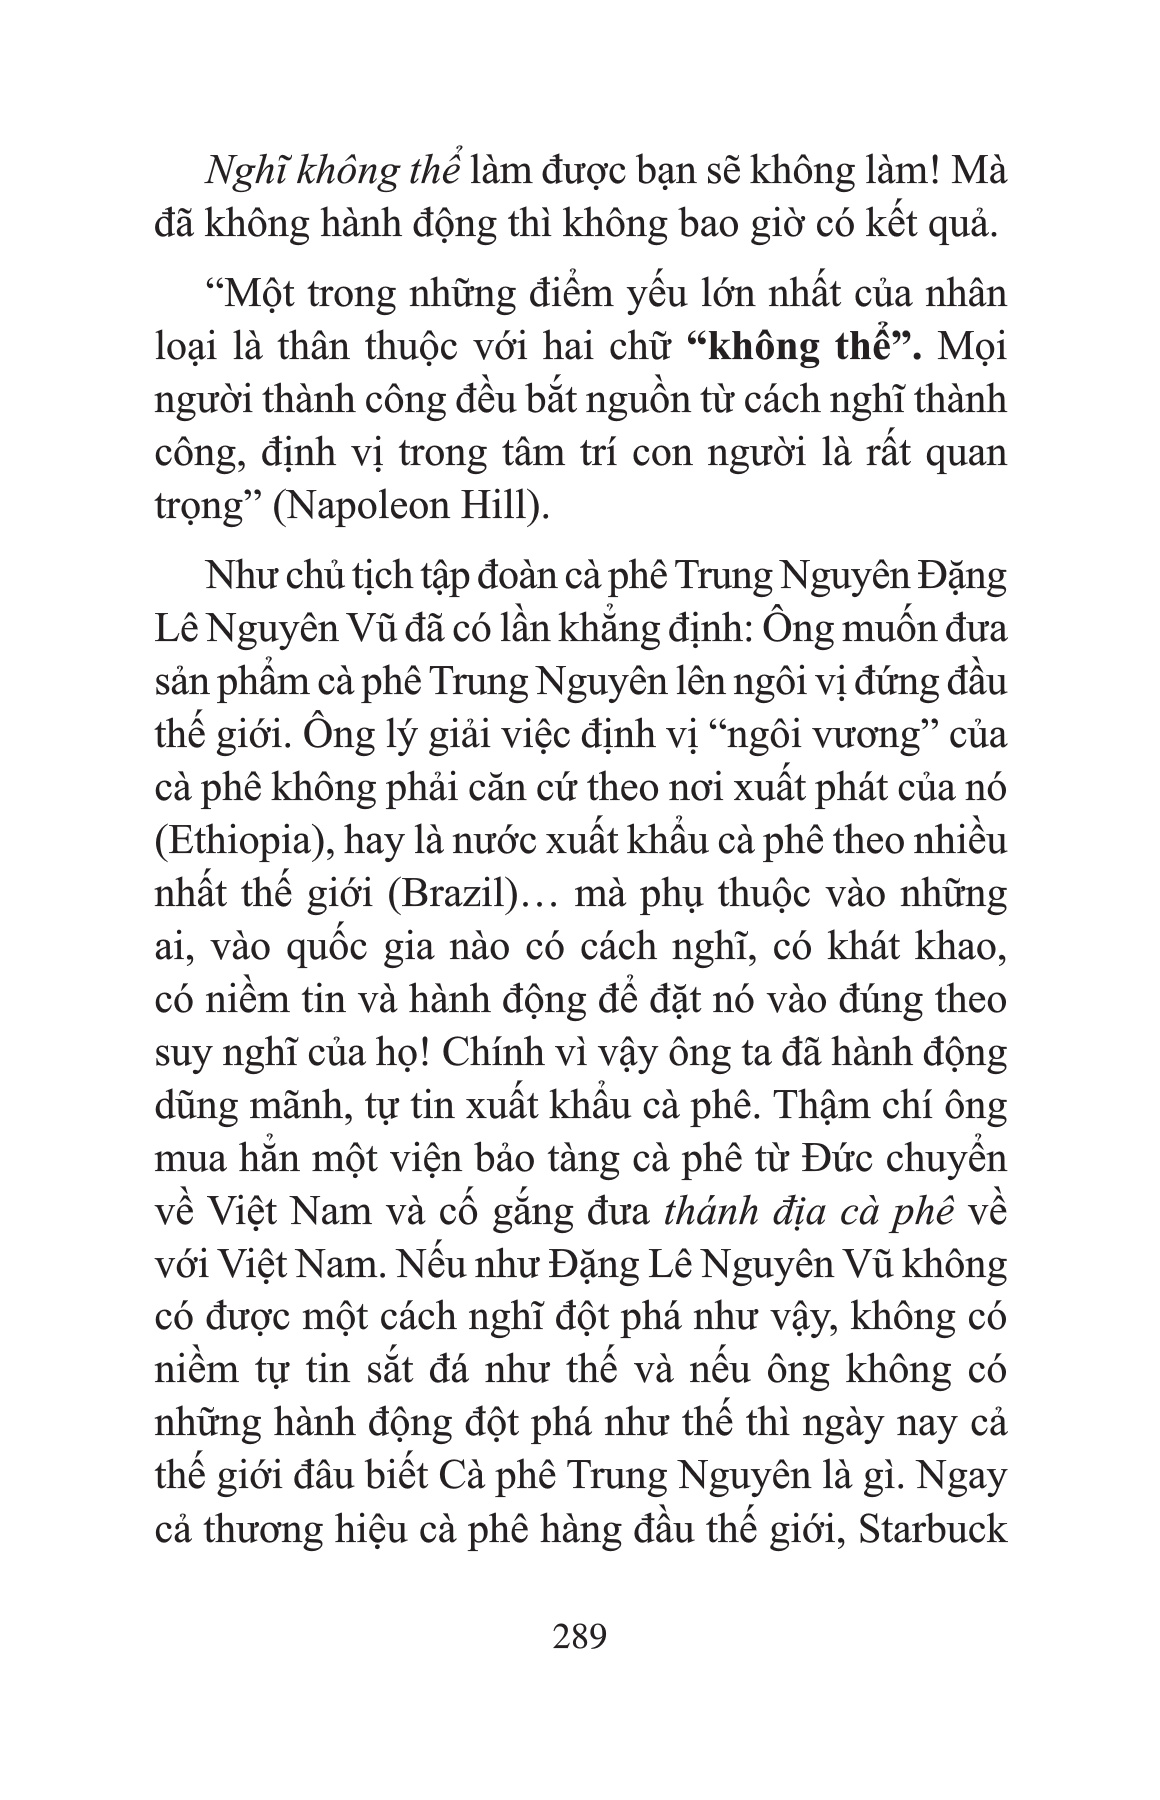 Nghĩ không thể làm được bạn sẽ không làm! Mà
đã không hành động thì không bao giờ có kết quả.
“Một trong những điểm yếu lớn nhất của nhân
loại là thân thuộc với hai chữ “không thể”. Mọi
người thành công đều bắt nguồn từ cách nghĩ thành
công, định vị trong tâm trí con người là rất quan
trọng” (Napoleon Hill).
Như chủ tịch tập đoàn cà phê Trung Nguyên Đặng
Lê Nguyên Vũ đã có lần khẳng định: Ông muốn đưa
sản phẩm cà phê Trung Nguyên lên ngôi vị đứng đầu
thế giới. Ông lý giải việc định vị “ngôi vương” của
cà phê không phải căn cứ theo nơi xuất phát của nó
(Ethiopia), hay là nước xuất khẩu cà phê theo nhiều
nhất thế giới (Brazil)… mà phụ thuộc vào những
ai, vào quốc gia nào có cách nghĩ, có khát khao,
có niềm tin và hành động để đặt nó vào đúng theo
suy nghĩ của họ! Chính vì vậy ông ta đã hành động
dũng mãnh, tự tin xuất khẩu cà phê. Thậm chí ông
mua hẳn một viện bảo tàng cà phê từ Đức chuyển
về Việt Nam và cố gắng đưa thánh địa cà phê về
với Việt Nam. Nếu như Đặng Lê Nguyên Vũ không
có được một cách nghĩ đột phá như vậy, không có
niềm tự tin sắt đá như thế và nếu ông không có
những hành động đột phá như thế thì ngày nay cả
thế giới đâu biết Cà phê Trung Nguyên là gì. Ngay
cả thương hiệu cà phê hàng đầu thế giới, Starbuck
289